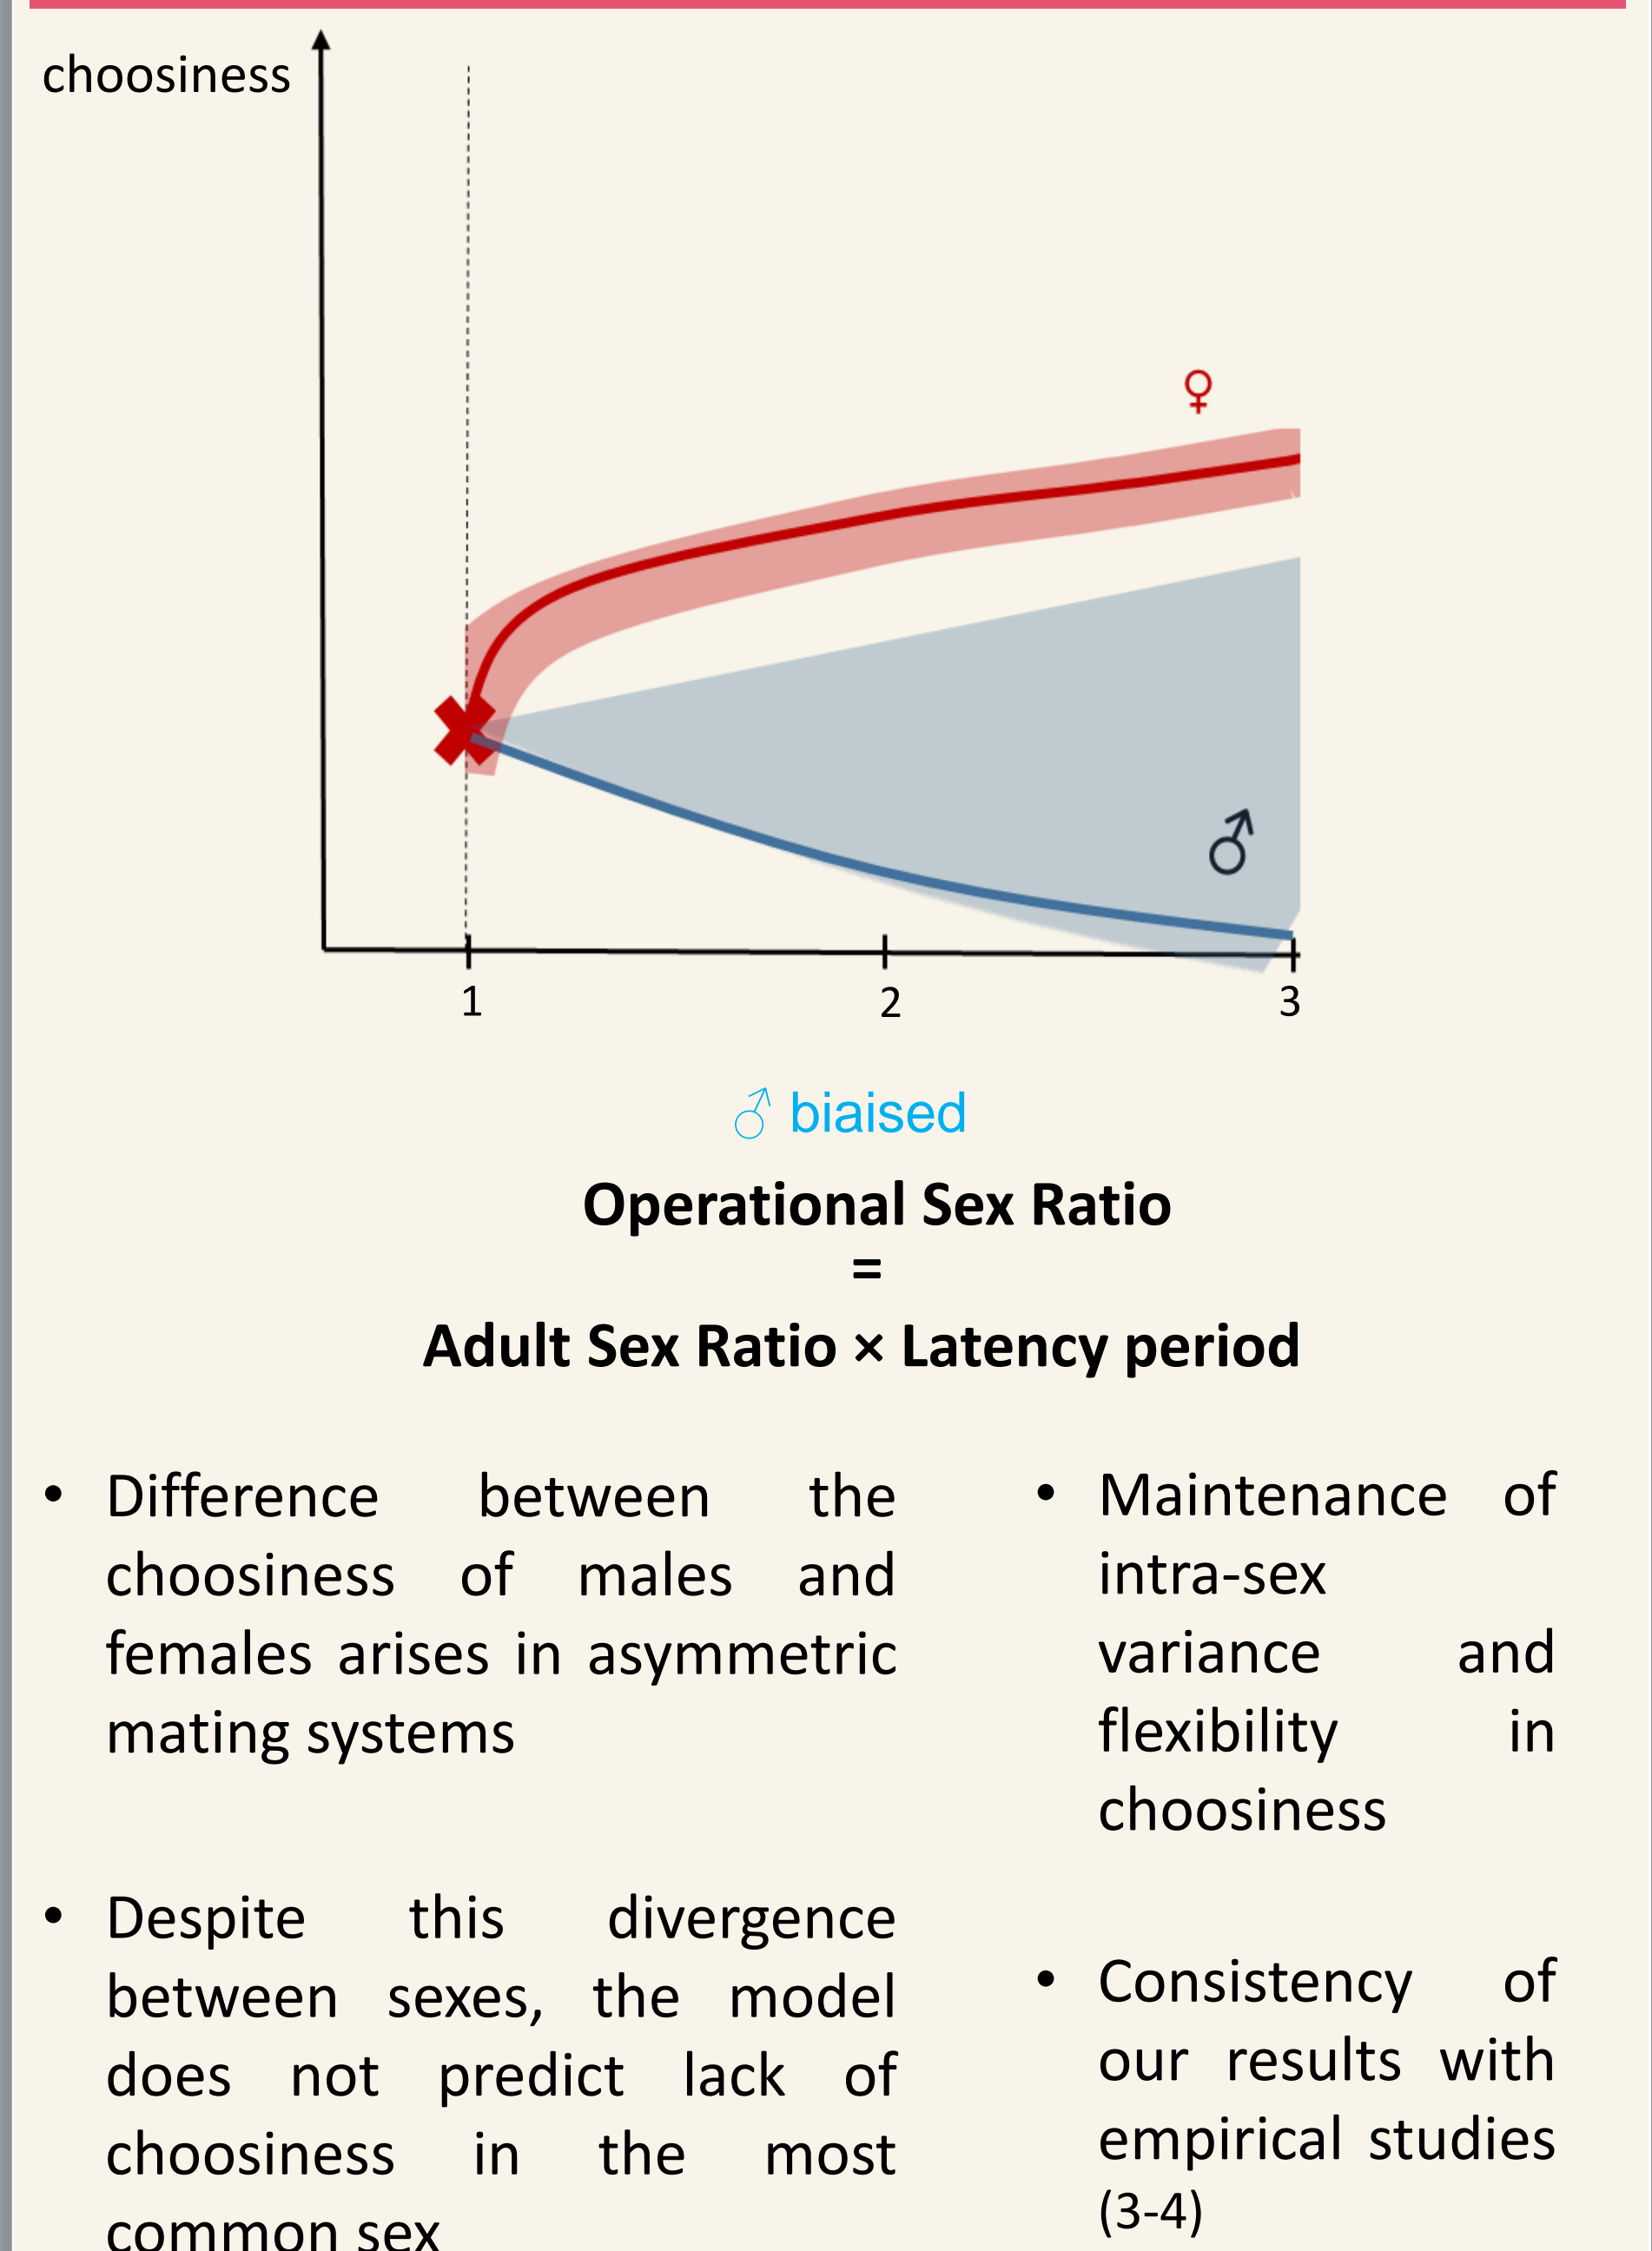 choosiness
♀
♂
1 2 3
♂ biaised
Operational Sex Ratio
=
Adult Sex Ratio × Latency period
• Difference between the
choosiness of males and
females arises in asymmetric
mating systems
• Despite this divergence
between sexes, the model
does not predict lack of
choosiness in the most
common sex
• Maintenance of
intra-sex
variance and
flexibility in
choosiness
• Consistency of
our results with
empirical studies
(3-4)